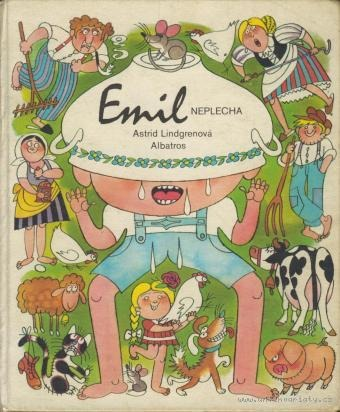 Emil NEPLECHA
Astrid Lindgrenová
Albatros